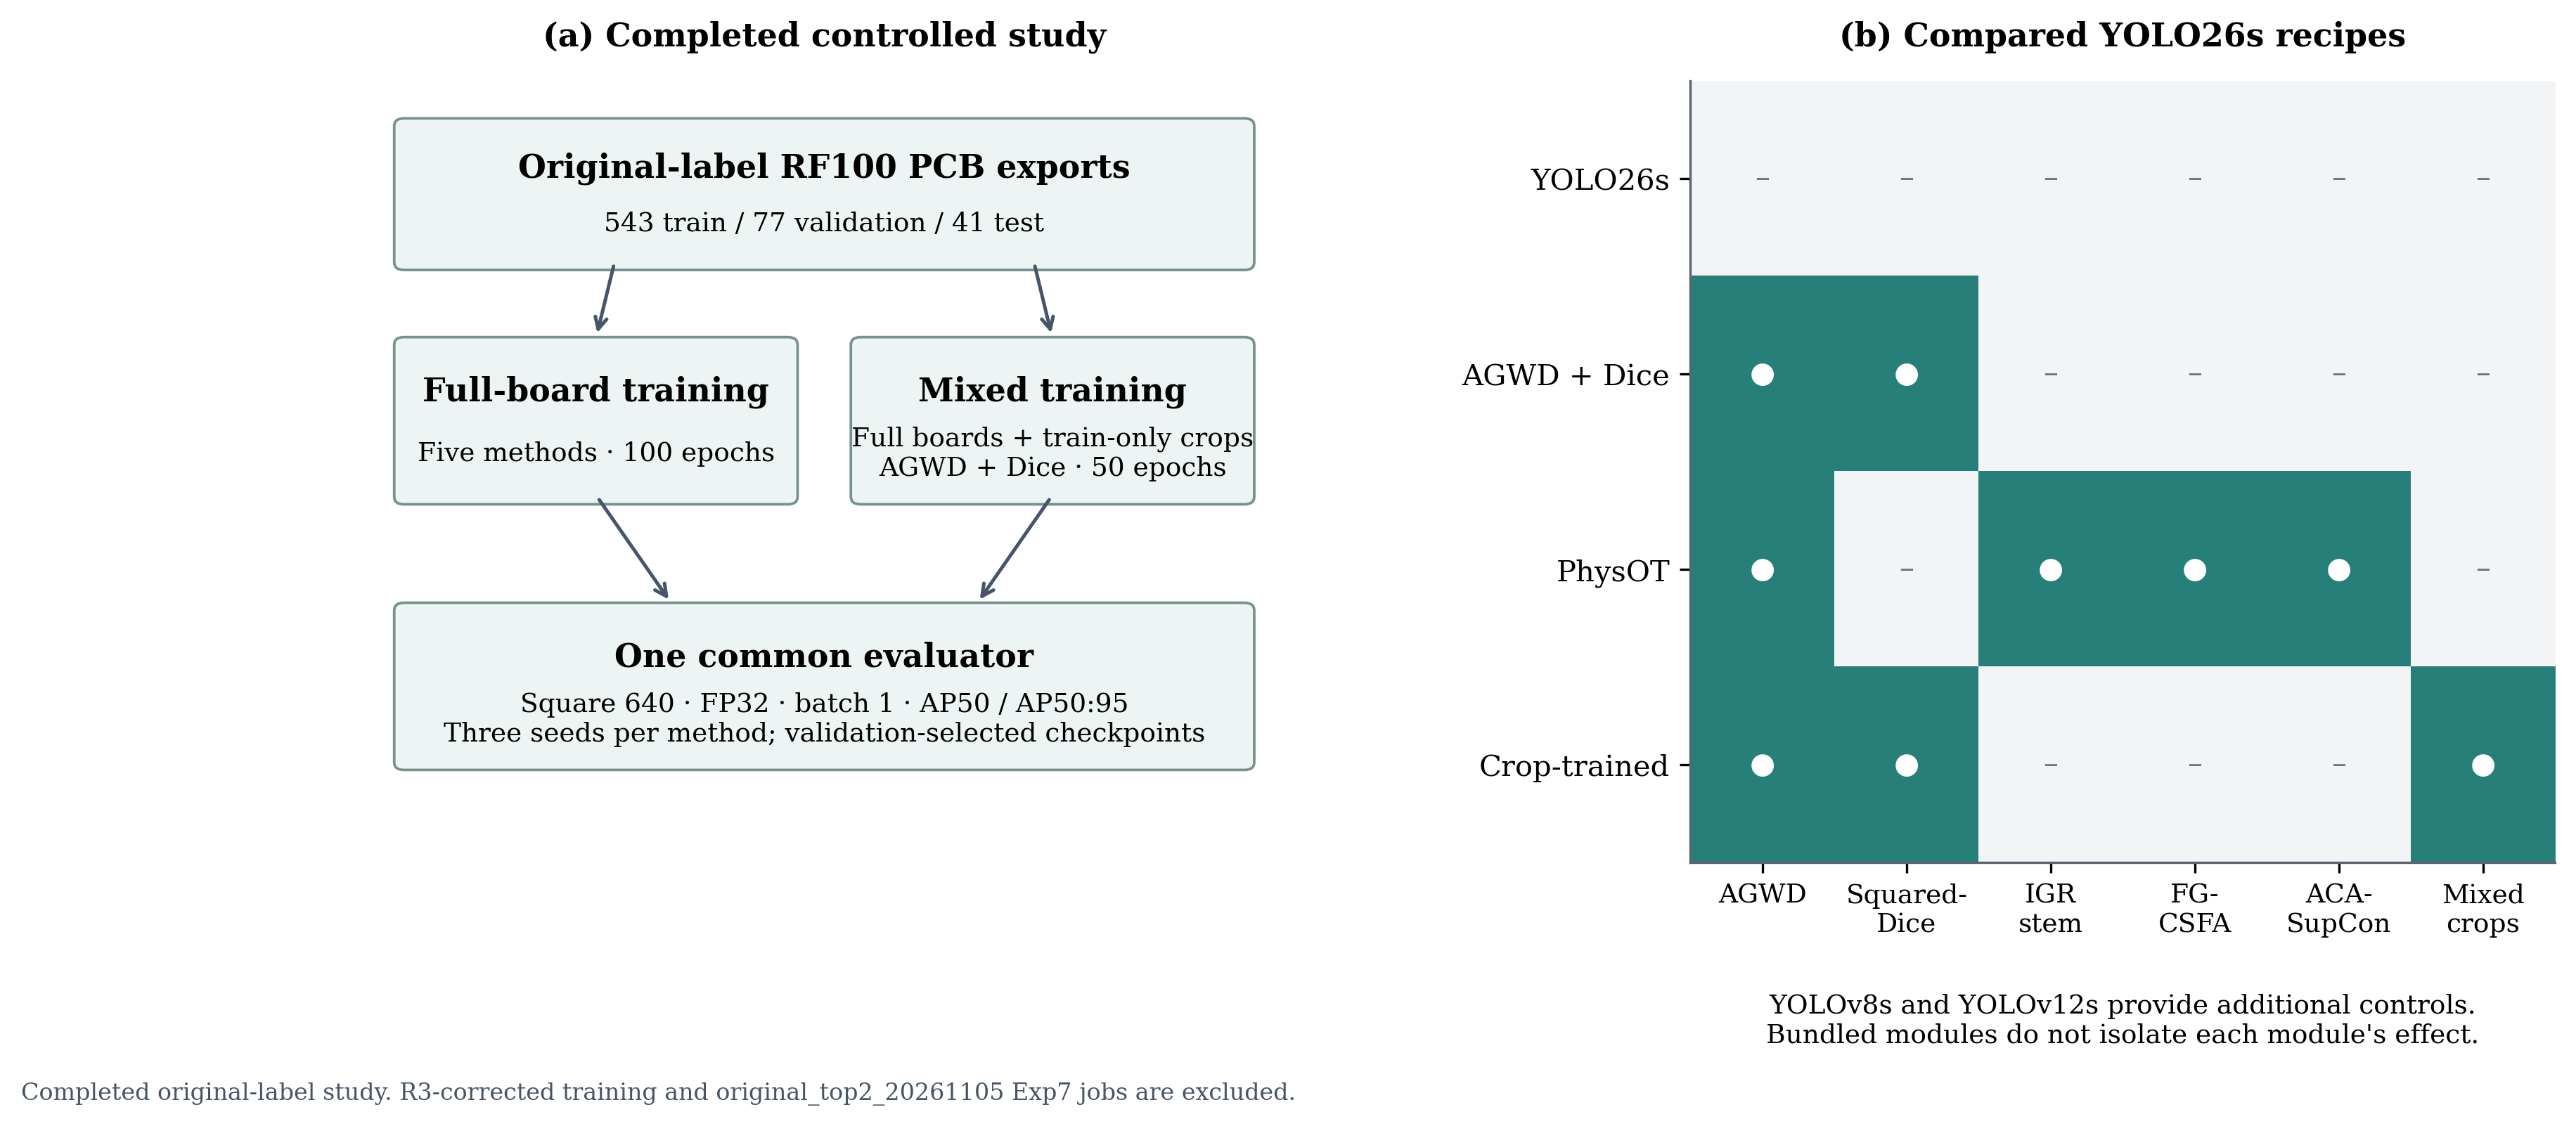 (a) Completed controlled study
Original-label RF100 PCB exports
543 train / 77 validation / 41 test
Full-board training
Five methods · 100 epochs
Mixed training
Full boards + train-only crops
AGWD + Dice · 50 epochs
One common evaluator
Square 640 · FP32 · batch 1 · AP50 / AP50:95
Three seeds per method; validation-selected checkpoints
(b) Compared YOLO26s recipes
YOLO26s
– – – – – –
AGWD + Dice
– – – –
PhysOT
– –
Crop-trained
– – –
AGWD
Squared-
Dice
IGR
stem
FG-
CSFA
ACA-
SupCon
Mixed
crops
YOLOv8s and YOLOv12s provide additional controls.
Bundled modules do not isolate each module's effect.
Completed original-label study. R3-corrected training and original_top2_20261105 Exp7 jobs are excluded.